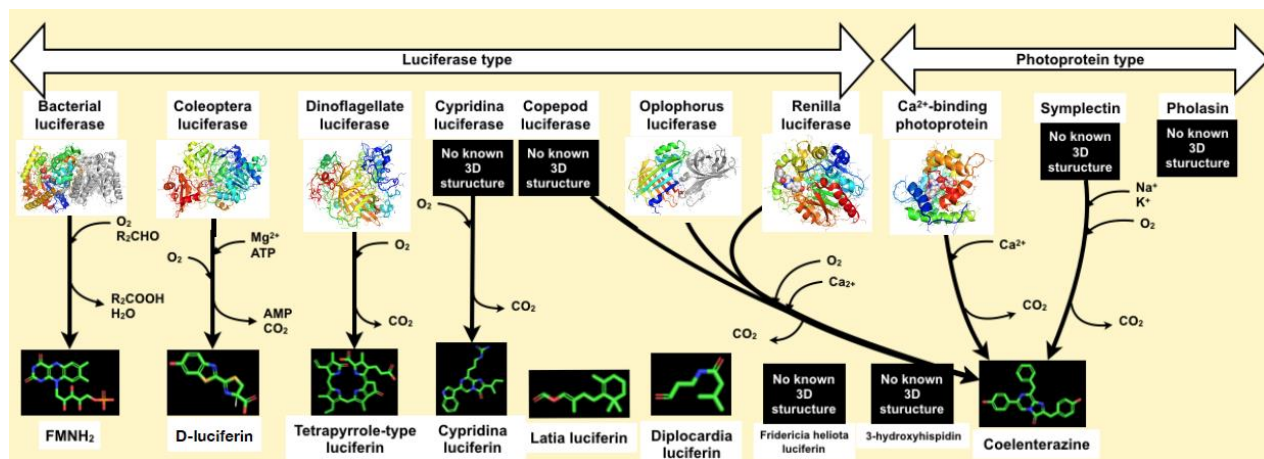 Luciferase type
Photoprotein type
Bacterial
luciferase
Coleoptera
luciferase
Dinoflagellate
luciferase
Cypridina
luciferase
Copepod
luciferase
Oplophorus
luciferase
Renilla
luciferase
Ca²⁺-binding
photoprotein
Symplectin
Pholasin
No known
3D
sturucture
No known
3D
sturucture
No known
3D
sturucture
No known
3D
sturucture
O₂
R₂CHO
R₂COOH
H₂O
Mg²⁺
ATP
O₂
AMP
CO₂
O₂
CO₂
O₂
CO₂
O₂
Ca₂₊
CO₂
Ca²⁺
CO₂
Na⁺
K⁺
O₂
CO₂
FMNH₂
D-luciferin
Tetrapyrrole-type
luciferin
Cypridina
luciferin
Latia luciferin
Diplocardia
luciferin
No known
3D
sturucture
Fridericia heliota
luciferin
No known
3D
sturucture
3-hydroxyhispidin
Coelenterazine